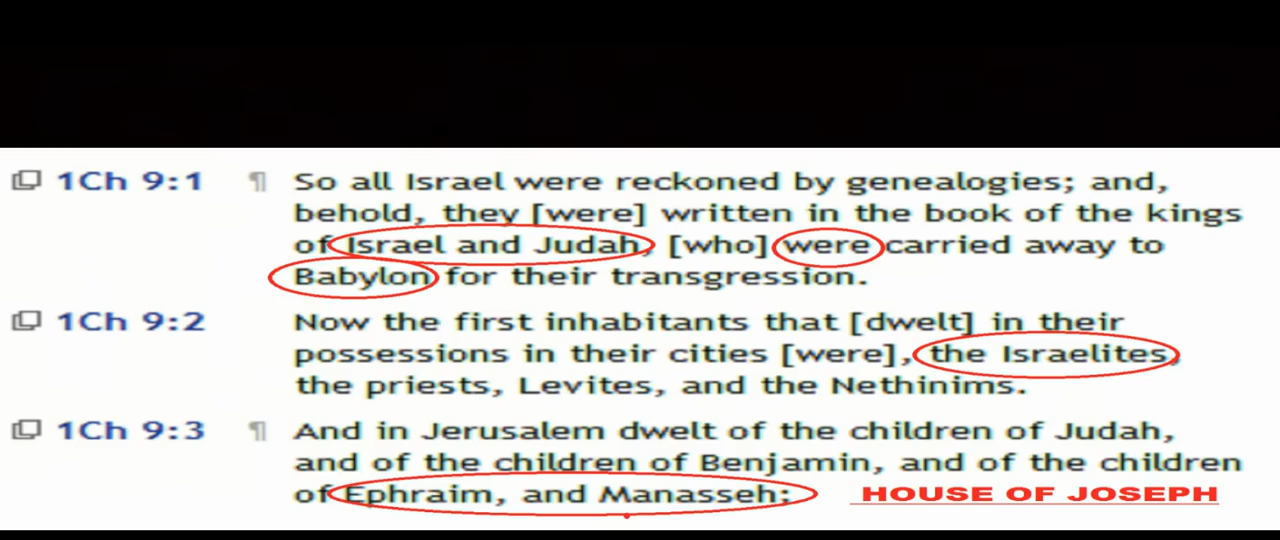 1Ch 9:1 ¶ So all Israel were reckoned by genealogies; and,
behold, they [were] written in the book of the kings
of Israel and Judah, [who] were carried away to
Babylon for their transgression.
1Ch 9:2 Now the first inhabitants that [dwelt] in their
possessions in their cities [were], the Israelites,
the priests, Levites, and the Nethinims.
1Ch 9:3 ¶ And in Jerusalem dwelt of the children of Judah,
and of the children of Benjamin, and of the children
of Ephraim, and Manasseh; HOUSE OF JOSEPH